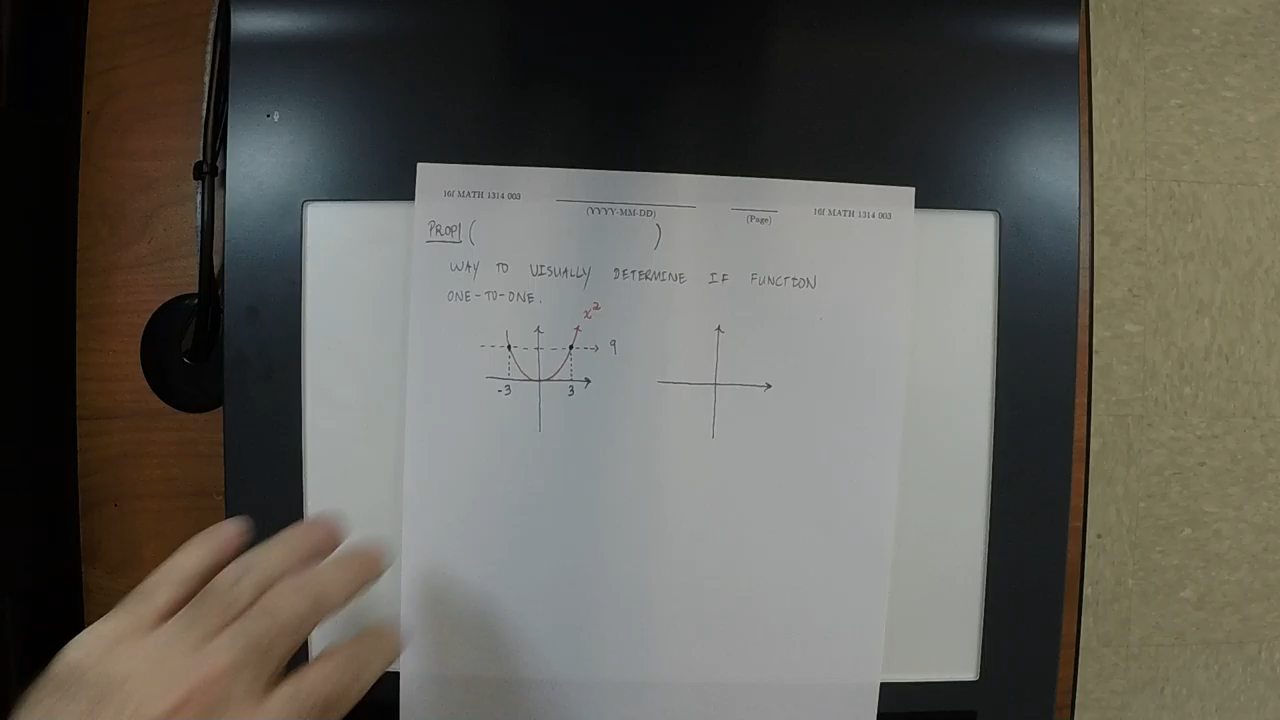 16f MATH 1314 003
(YYYY-MM-DD)
(Page)
16f MATH 1314 003
PROP| ( )
WAY TO VISUALLY DETERMINE IF FUNCTION
ONE-TO-ONE.
x²
9
-3
3